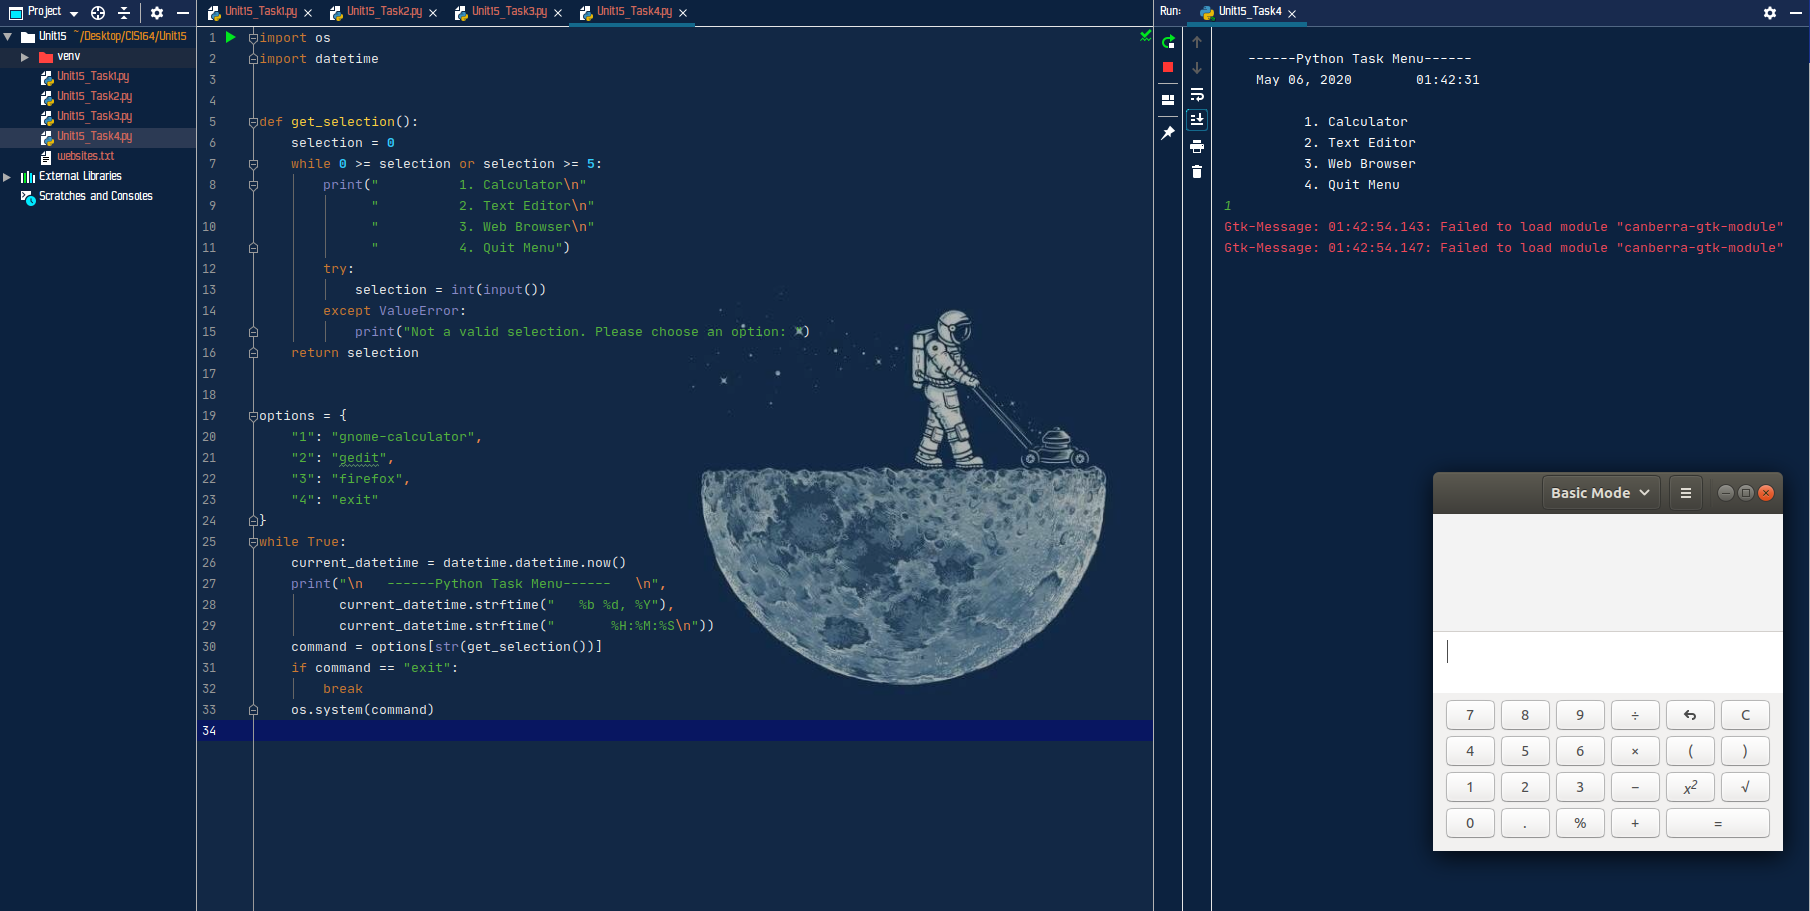 Project
Unit15 ~/Desktop/CIS164/Unit15
venv
Unit15_Task1.py
Unit15_Task2.py
Unit15_Task3.py
Unit15_Task4.py
websites.txt
External Libraries
Scratches and Consoles
Unit15_Task1.py Unit15_Task2.py Unit15_Task3.py Unit15_Task4.py
1 import os
2 import datetime
3
4
5 def get_selection():
6     selection = 0
7     while 0 >= selection or selection >= 5:
8         print("          1. Calculator\n"
9               "          2. Text Editor\n"
10               "          3. Web Browser\n"
11               "          4. Quit Menu")
12         try:
13             selection = int(input())
14         except ValueError:
15             print("Not a valid selection. Please choose an option: ")
16     return selection
17
18
19 options = {
20     "1": "gnome-calculator",
21     "2": "gedit",
22     "3": "firefox",
23     "4": "exit"
24 }
25 while True:
26     current_datetime = datetime.datetime.now()
27     print("\n   ------Python Task Menu------   \n",
28           current_datetime.strftime("   %b %d, %Y"),
29           current_datetime.strftime("       %H:%M:%S\n"))
30     command = options[str(get_selection())]
31     if command == "exit":
32         break
33     os.system(command)
34
Run: Unit15_Task4
------Python Task Menu------
May 06, 2020        01:42:31
1. Calculator
2. Text Editor
3. Web Browser
4. Quit Menu
1
Gtk-Message: 01:42:54.143: Failed to load module "canberra-gtk-module"
Gtk-Message: 01:42:54.147: Failed to load module "canberra-gtk-module"
Basic Mode
7 8 9 ÷ C
4 5 6 × ( )
1 2 3 − x² √
0 . % + =